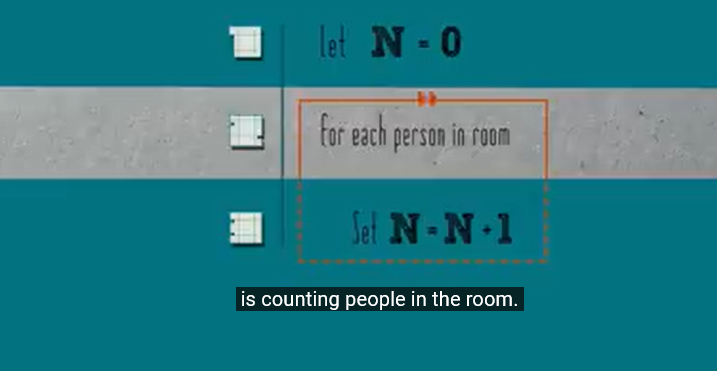 let N = 0
for each person in room
Set N = N + 1
is counting people in the room.